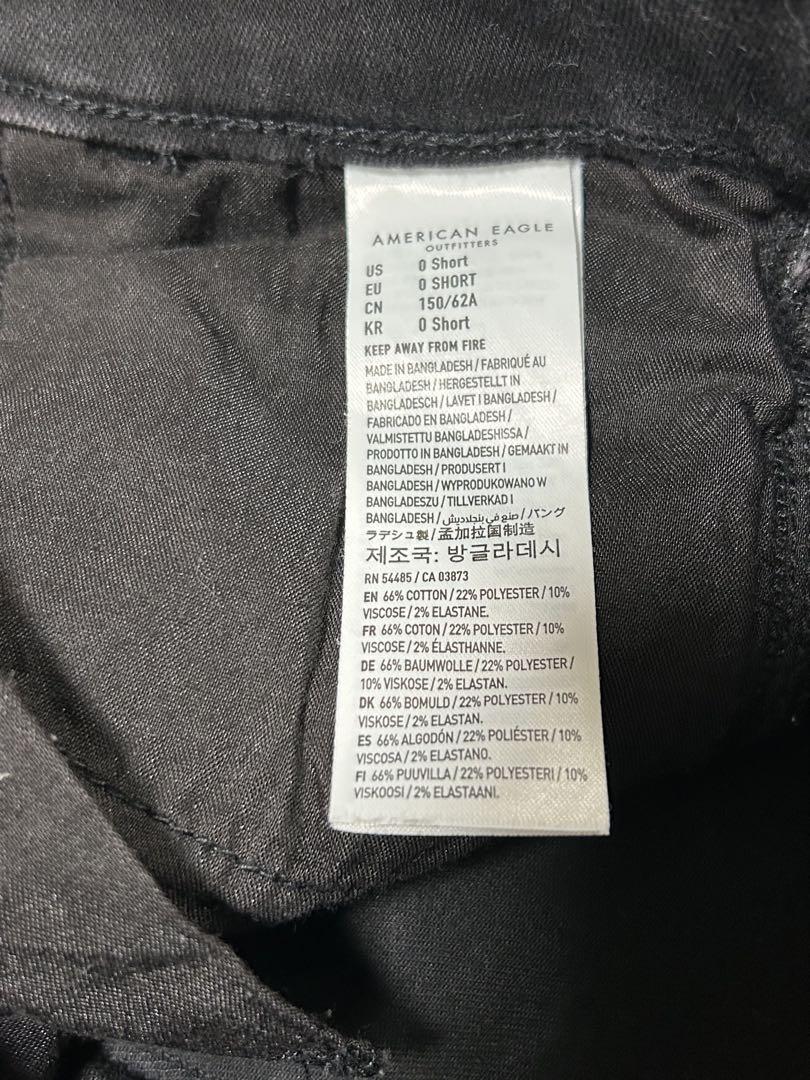 AMERICAN EAGLE
OUTFITTERS
US 0 Short
EU 0 SHORT
CN 150/62A
KR 0 Short
KEEP AWAY FROM FIRE
MADE IN BANGLADESH / FABRIQUÉ AU
BANGLADESH / HERGESTELLT IN
BANGLADESCH / LAVET I BANGLADESH /
FABRICADO EN BANGLADESH /
VALMISTETTU BANGLADESHISSA /
PRODOTTO IN BANGLADESH / GEMAAKT IN
BANGLADESH / PRODUSERT I
BANGLADESH / WYPRODUKOWANO W
BANGLADESZU / TILLVERKAD I
BANGLADESH / صنع في بنجلاديش / バング
ラデシュ製 / 孟加拉国制造
제조국: 방글라데시
RN 54485 / CA 03873
EN 66% COTTON / 22% POLYESTER / 10%
VISCOSE / 2% ELASTANE.
FR 66% COTON / 22% POLYESTER / 10%
VISCOSE / 2% ÉLASTHANNE.
DE 66% BAUMWOLLE / 22% POLYESTER /
10% VISKOSE / 2% ELASTAN.
DK 66% BOMULD / 22% POLYESTER / 10%
VISKOSE / 2% ELASTAN.
ES 66% ALGODÓN / 22% POLIÉSTER / 10%
VISCOSA / 2% ELASTANO.
FI 66% PUUVILLA / 22% POLYESTERI / 10%
VISKOOSI / 2% ELASTAANI.